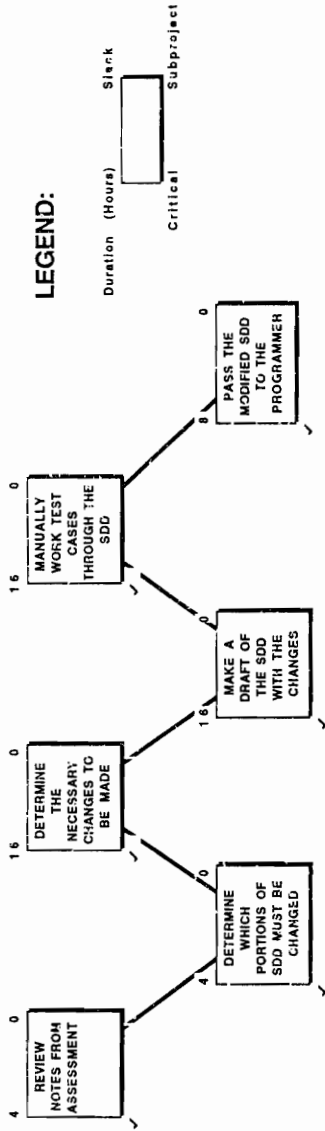 LEGEND:
Duration (Hours)
Slack
Critical
Subproject
4
0
REVIEW
NOTES FROM
ASSESSMENT
4
0
DETERMINE
WHICH
PORTIONS OF
SDD MUST BE
CHANGED
16
0
DETERMINE
THE
NECESSARY
CHANGES TO
BE MADE
16
0
MAKE A
DRAFT OF
THE SDD
WITH THE
CHANGES
16
0
MANUALLY
WORK TEST
CASES
THROUGH THE
SDD
8
0
PASS THE
MODIFIED SDD
TO THE
PROGRAMMER